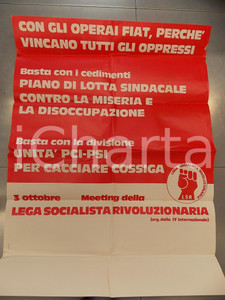 CON GLI OPERAI FIAT, PERCHE'
VINCANO TUTTI GLI OPPRESSI
Basta con i cedimenti
PIANO DI LOTTA SINDACALE
CONTRO LA MISERIA E
LA DISOCCUPAZIONE
iCharta
Basta con la divisione
UNITA' PCI-PSI
PER CACCIARE COSSIGA
LSR
3 ottobre Meeting della
LEGA SOCIALISTA RIVOLUZIONARIA
(org. della IV Internazionale)